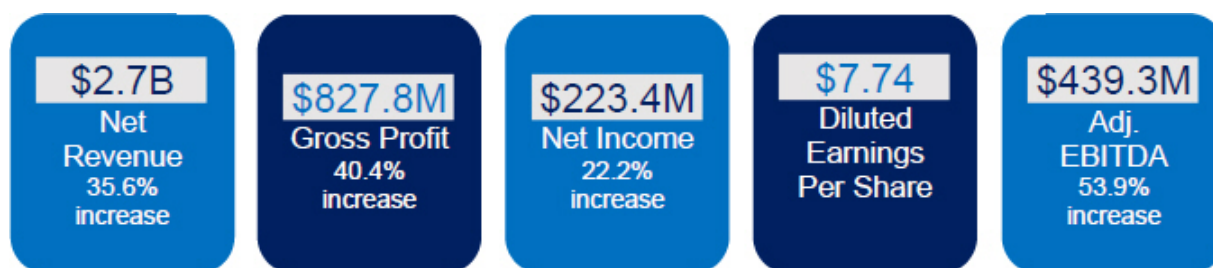 $2.7B
Net
Revenue
35.6%
increase
$827.8M
Gross Profit
40.4%
increase
$223.4M
Net Income
22.2%
increase
$7.74
Diluted
Earnings
Per Share
$439.3M
Adj.
EBITDA
53.9%
increase